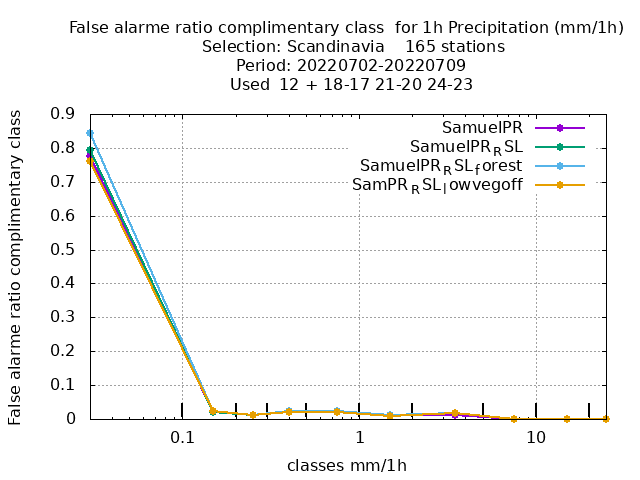 False alarme ratio complimentary class  for 1h Precipitation (mm/1h)
Selection: Scandinavia    165 stations
Period: 20220702-20220709
Used  12 + 18-17 21-20 24-23
False alarme ratio complimentary class
0.9
0.8
0.7
0.6
0.5
0.4
0.3
0.2
0.1
0
SamuelPR
SamuelPR_RSL
SamuelPR_RSL_forest
SamPR_RSL_lowvegoff
0.1
1
10
classes mm/1h